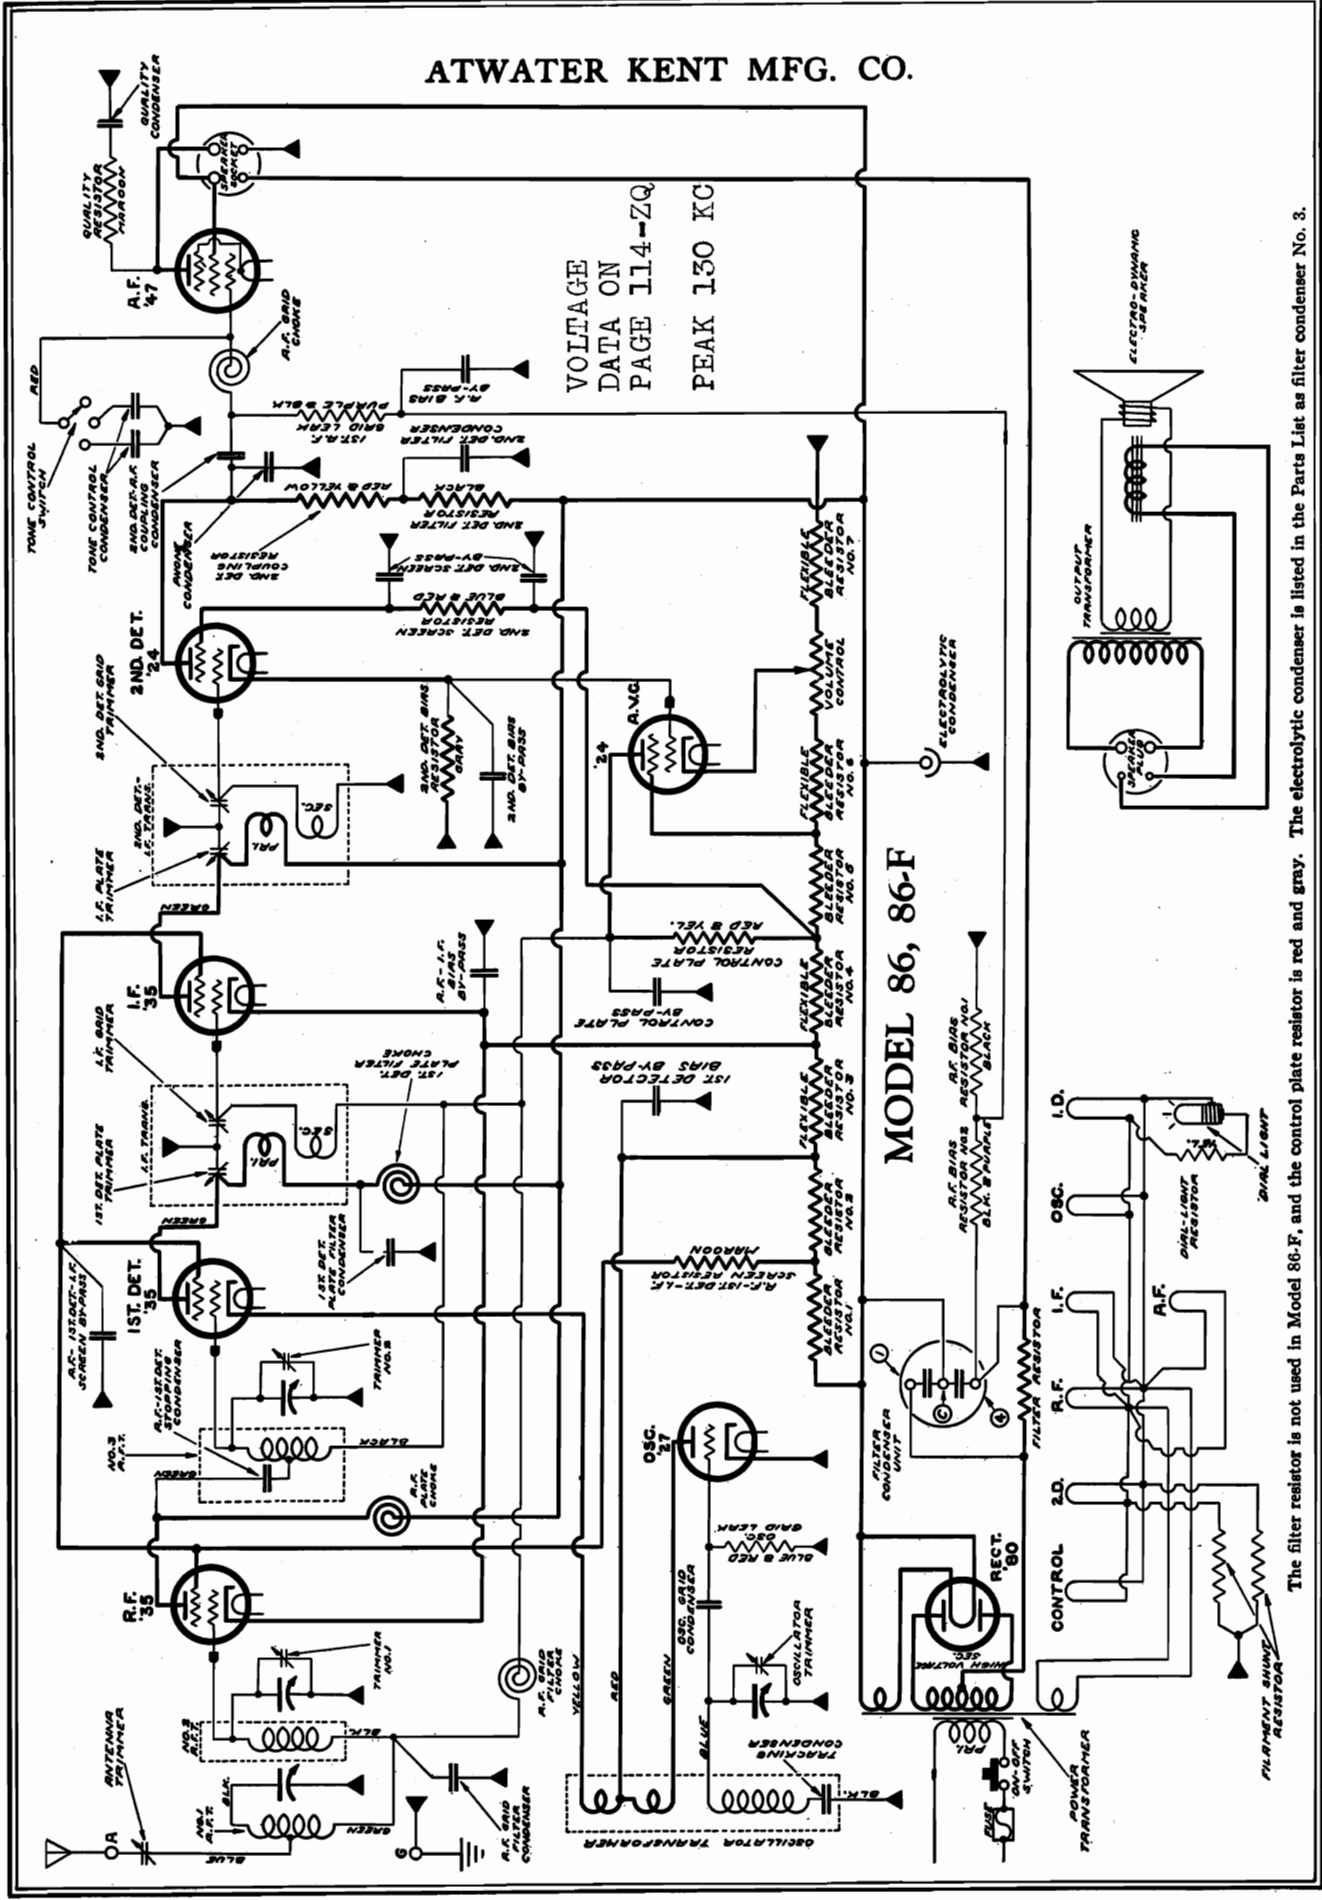 ATWATER KENT MFG. CO.
QUALITY
CONDENSER
QUALITY
RESISTOR
MAROON
SPEAKER
SOCKET
A.F.
'47
A.F. GRID
CHOKE
RED
TONE CONTROL
SWITCH
TONE CONTROL
CONDENSER
2ND. DET.-A.F.
COUPLING
CONDENSER
PHONE
CONDENSER
1ST. A.F.
GRID LEAK
PURPLE & BLK
A.F. BIAS
BY-PASS
2ND. DET. FILTER
CONDENSER
RED & YELLOW
BLACK
2ND. DET. FILTER
RESISTOR
2ND. DET.
COUPLING
RESISTOR
2ND. DET. SCREEN
BY-PASS
BLUE & RED
2ND. DET. SCREEN
RESISTOR
VOLTAGE
DATA ON
PAGE 114-ZQ
PEAK 130 KC
2ND. DET.
'24
2ND. DET. GRID
TRIMMER
2ND. DET.-
I.F. TRANS.
SEC.
PRI.
I.F. PLATE
TRIMMER
GREEN
2ND. DET. BIAS
RESISTOR
GRAY
2ND. DET. BIAS
BY-PASS
A.V.C.
'24
FLEXIBLE
BLEEDER
RESISTOR
NO. 7
VOLUME
CONTROL
FLEXIBLE
BLEEDER
RESISTOR
NO. 6
BLEEDER
RESISTOR
NO. 5
FLEXIBLE
BLEEDER
RESISTOR
NO. 4
FLEXIBLE
BLEEDER
RESISTOR
NO. 3
BLEEDER
RESISTOR
NO. 2
BLEEDER
RESISTOR
NO. 1
ELECTROLYTIC
CONDENSER
MODEL 86, 86-F
I.F.
'35
I.F. GRID
TRIMMER
R.F.-I.F.
BIAS
BY-PASS
CONTROL PLATE
RESISTOR
RED & YEL.
CONTROL PLATE
BY-PASS
1ST. DETECTOR
BIAS BY-PASS
1ST. DET.
PLATE FILTER
CHOKE
1ST. DET. PLATE
TRIMMER
I.F. TRANS.
SEC.
PRI.
GREEN
1ST. DET.
PLATE FILTER
CONDENSER
R.F.-1ST. DET.-I.F.
SCREEN RESISTOR
MAROON
R.F. BIAS
RESISTOR NO. 1
BLACK
R.F. BIAS
RESISTOR NO. 2
BLK. & PURPLE
1ST. DET.
'35
R.F.- 1ST. DET.-I.F.
SCREEN BY-PASS
R.F.-1ST. DET.
STOPPING
CONDENSER
TRIMMER
NO. 2
NO. 3
R.F.T.
GREEN
BLACK
R.F.
PLATE
CHOKE
R.F.
'35
TRIMMER
NO. 1
NO. 2
R.F.T.
BLK
ANTENNA
TRIMMER
A
NO. 1
R.F.T.
BLK.
BLUE
GREEN
G
R.F. GRID
FILTER
CONDENSER
R.F. GRID
FILTER
CHOKE
YELLOW
RED
GREEN
BLUE
OSCILLATOR TRANSFORMER
TRACKING
CONDENSER
BLK.
OSC.
'27
OSC.
GRID LEAK
BLUE & RED
OSC. GRID
CONDENSER
OSCILLATOR
TRIMMER
FILTER
CONDENSER
UNIT
1
C
4
FILTER RESISTOR
RECT.
'80
HIGH VOLTAGE
SEC.
PRI.
POWER
TRANSFORMER
ON-OFF
SWITCH
FUSE
CONTROL
2D.
R.F.
A.F.
I.F.
OSC.
1.D.
DIAL LIGHT
YEL.
DIAL-LIGHT
RESISTOR
FILAMENT SHUNT
RESISTOR
ELECTRO-DYNAMIC
SPEAKER
OUTPUT
TRANSFORMER
SPEAKER
PLUG
The filter resistor is not used in Model 86-F, and the control plate resistor is red and gray. The electrolytic condenser is listed in the Parts List as filter condenser No. 3.